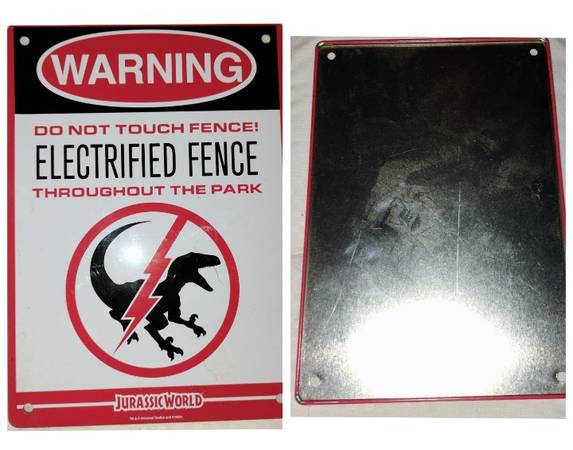 WARNING
DO NOT TOUCH FENCE!
ELECTRIFIED FENCE
THROUGHOUT THE PARK
JURASSIC WORLD